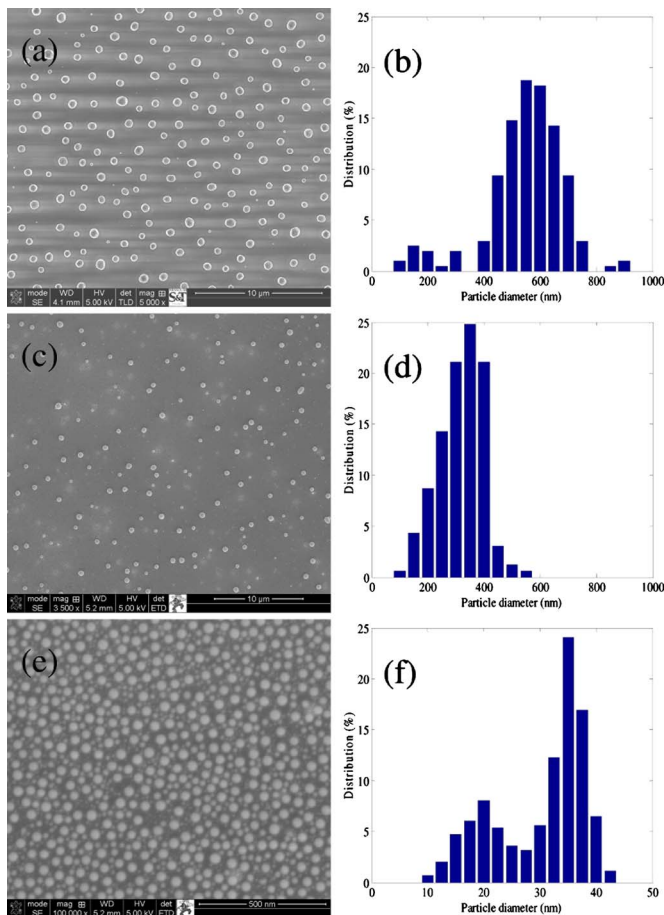 (a)
mode WD HV det mag ⊞
SE 4.1 mm 5.00 kV TLD 5 000 x S&T 10 µm
(b)
25
20
15
10
5
0
Distribution (%)
0 200 400 600 800 1000
Particle diameter (nm)
(c)
mode mag ⊞ WD HV det
SE 3 500 x 5.2 mm 5.00 kV ETD 10 µm
(d)
25
20
15
10
5
0
Distribution (%)
0 200 400 600 800 1000
Particle diameter (nm)
(e)
mode mag ⊞ WD HV det
SE 100 000 x 5.2 mm 5.00 kV ETD 500 nm
(f)
25
20
15
10
5
0
Distribution (%)
0 10 20 30 40 50
Particle diameter (nm)